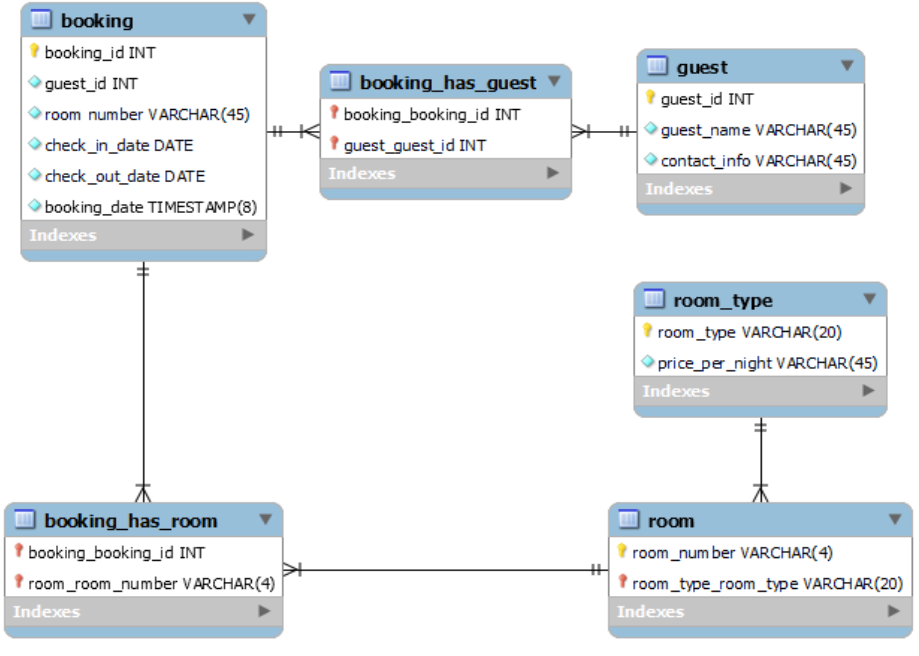 booking
booking_id INT
guest_id INT
room_number VARCHAR(45)
check_in_date DATE
check_out_date DATE
booking_date TIMESTAMP(8)
Indexes
booking_has_guest
booking_booking_id INT
guest_guest_id INT
Indexes
guest
guest_id INT
guest_name VARCHAR(45)
contact_info VARCHAR(45)
Indexes
room_type
room_type VARCHAR(20)
price_per_night VARCHAR(45)
Indexes
booking_has_room
booking_booking_id INT
room_room_number VARCHAR(4)
Indexes
room
room_number VARCHAR(4)
room_type_room_type VARCHAR(20)
Indexes